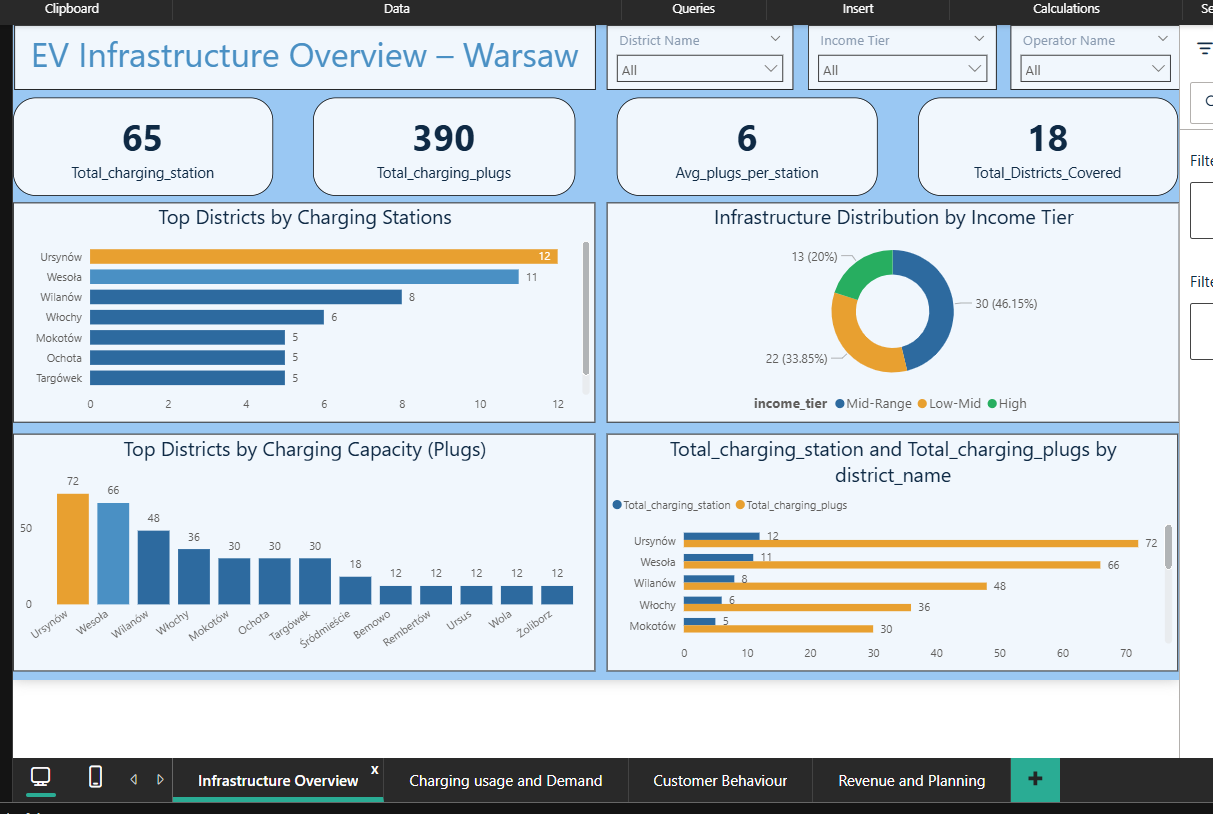 Clipboard
Data
Queries
Insert
Calculations
Se
EV Infrastructure Overview – Warsaw
District Name
All
Income Tier
All
Operator Name
All
65
Total_charging_station
390
Total_charging_plugs
6
Avg_plugs_per_station
18
Total_Districts_Covered
Filte
Filte
Top Districts by Charging Stations
Ursynów 12
Wesoła 11
Wilanów 8
Włochy 6
Mokotów 5
Ochota 5
Targówek 5
0 2 4 6 8 10 12
Infrastructure Distribution by Income Tier
13 (20%)
30 (46.15%)
22 (33.85%)
income_tier Mid-Range Low-Mid High
Top Districts by Charging Capacity (Plugs)
72 66 48 36 30 30 30 18 12 12 12 12 12
50
0
Ursynów Wesoła Wilanów Włochy Mokotów Ochota Targówek Śródmieście Bemowo Rembertów Ursus Wola Żoliborz
Total_charging_station and Total_charging_plugs by
district_name
Total_charging_station Total_charging_plugs
Ursynów 12 72
Wesoła 11 66
Wilanów 8 48
Włochy 6 36
Mokotów 5 30
0 10 20 30 40 50 60 70
Infrastructure Overview x
Charging usage and Demand
Customer Behaviour
Revenue and Planning
+